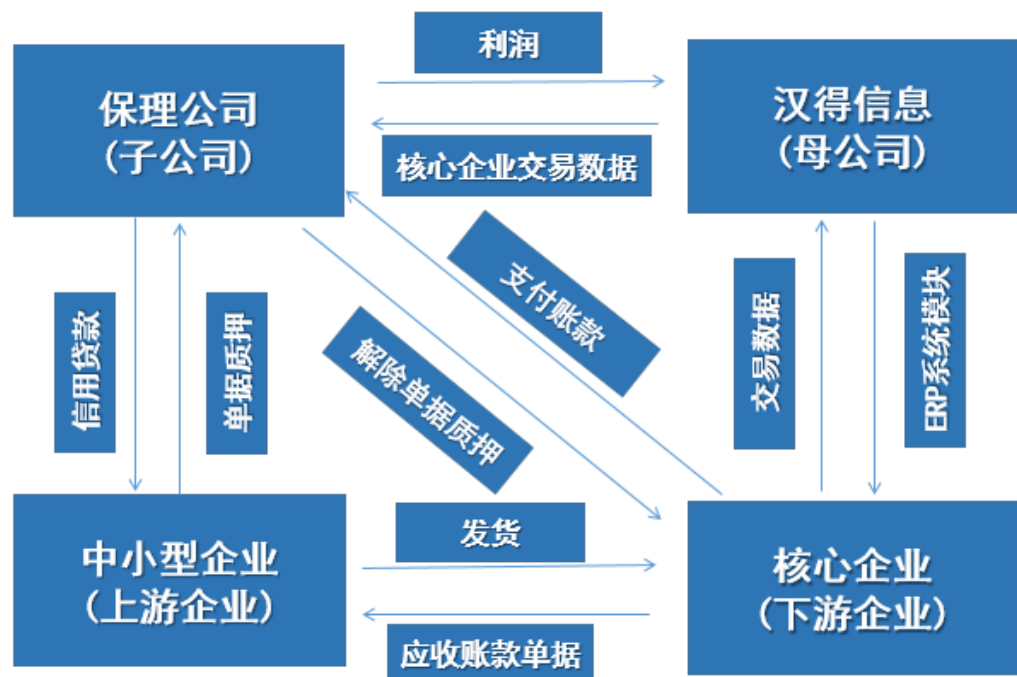 利润
保理公司
(子公司)
汉得信息
(母公司)
核心企业交易数据
支付账款
解除单据质押
信用贷款
单据质押
交易数据
ERP系统模块
中小型企业
(上游企业)
发货
核心企业
(下游企业)
应收账款单据